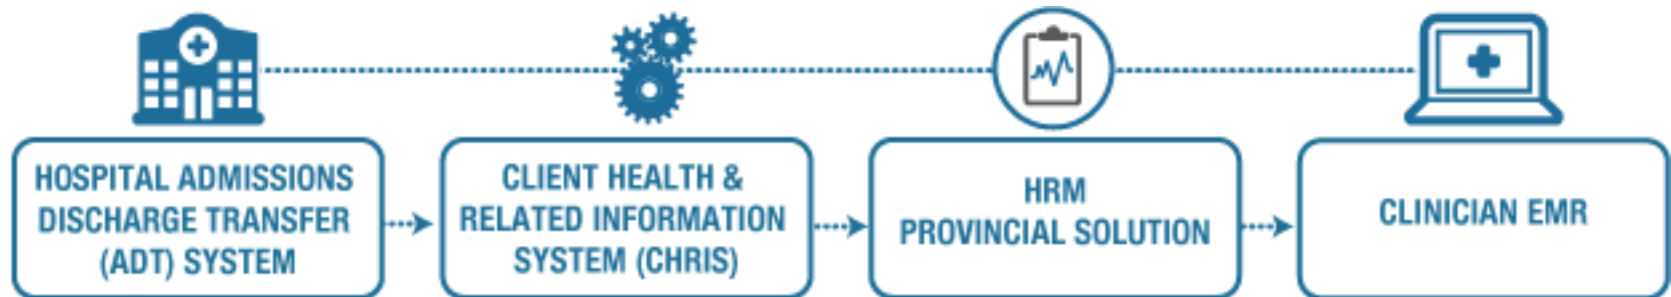 HOSPITAL ADMISSIONS
DISCHARGE TRANSFER
(ADT) SYSTEM
CLIENT HEALTH &
RELATED INFORMATION
SYSTEM (CHRIS)
HRM
PROVINCIAL SOLUTION
CLINICIAN EMR